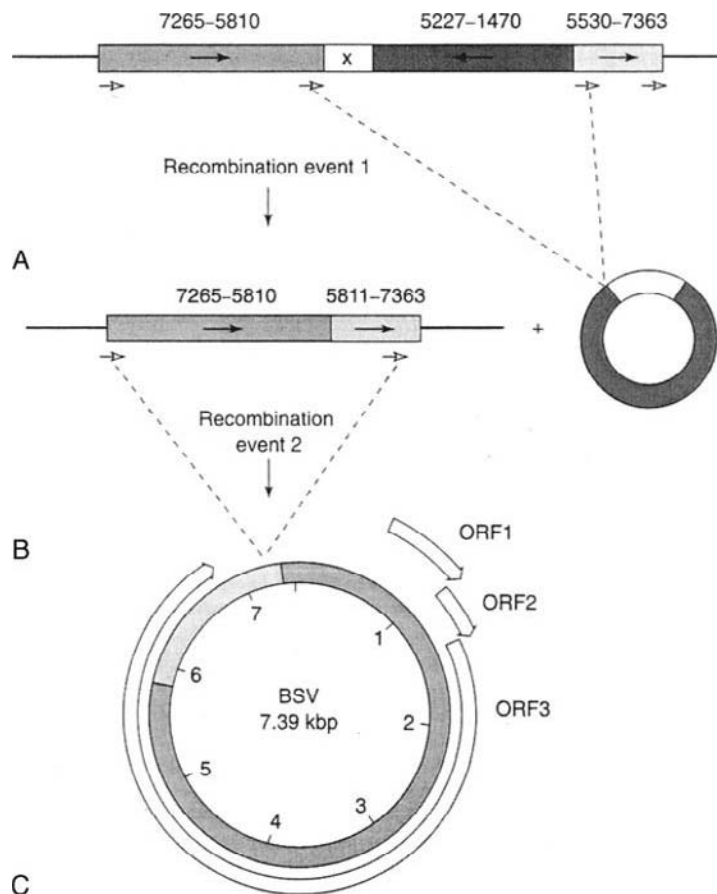 7265–5810 5227–1470 5530–7363
x
Recombination event 1
A
7265–5810 5811–7363
+
Recombination
event 2
B
ORF1
ORF2
ORF3
7
1
6
BSV
7.39 kbp
2
5
4
3
C